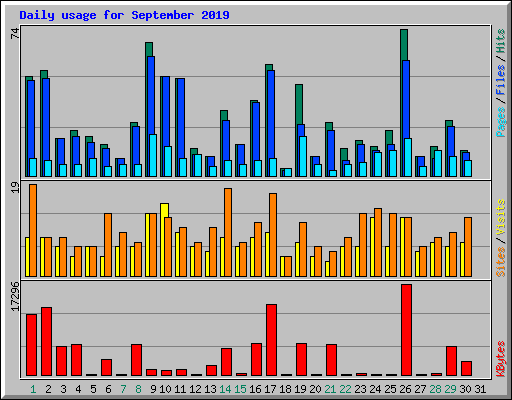 Daily usage for September 2019
74
Pages / Files / Hits
19
Sites / Visits
17296
KBytes
1 2 3 4 5 6 7 8 9 10 11 12 13 14 15 16 17 18 19 20 21 22 23 24 25 26 27 28 29 30 31